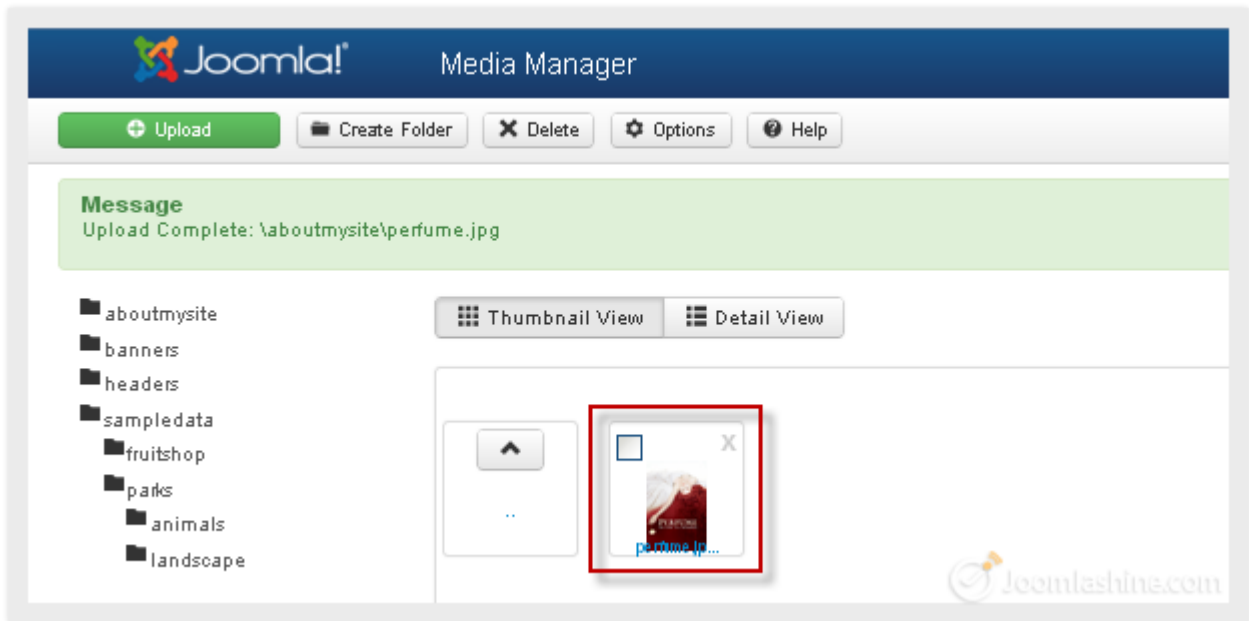 Joomla!
Media Manager
Upload
Create Folder
Delete
Options
Help
Message
Upload Complete: \aboutmysite\perfume.jpg
aboutmysite
banners
headers
sampledata
fruitshop
parks
animals
landscape
Thumbnail View
Detail View
X
..
PERFUME
perfume.jp...
Joomlashine.com